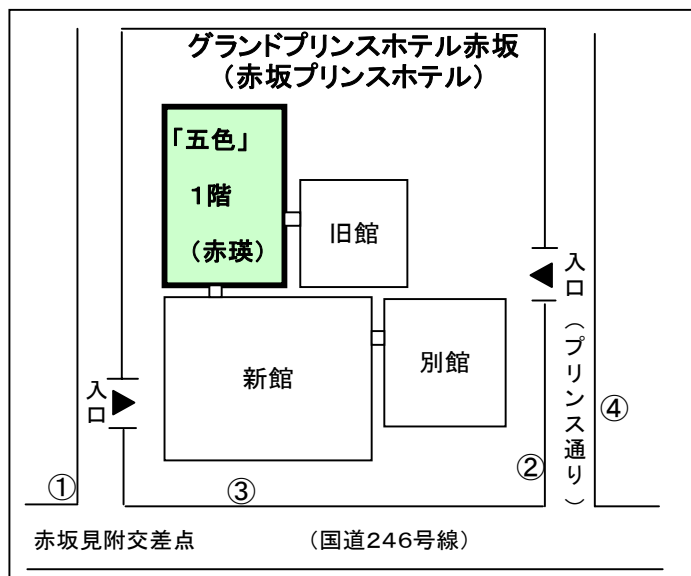 グランドプリンスホテル赤坂
（赤坂プリンスホテル）
「五色」
１階
（赤瑛）
旧館
入口（プリンス通り）
新館
別館
入口
①
③
②
④
赤坂見附交差点
（国道２４６号線）